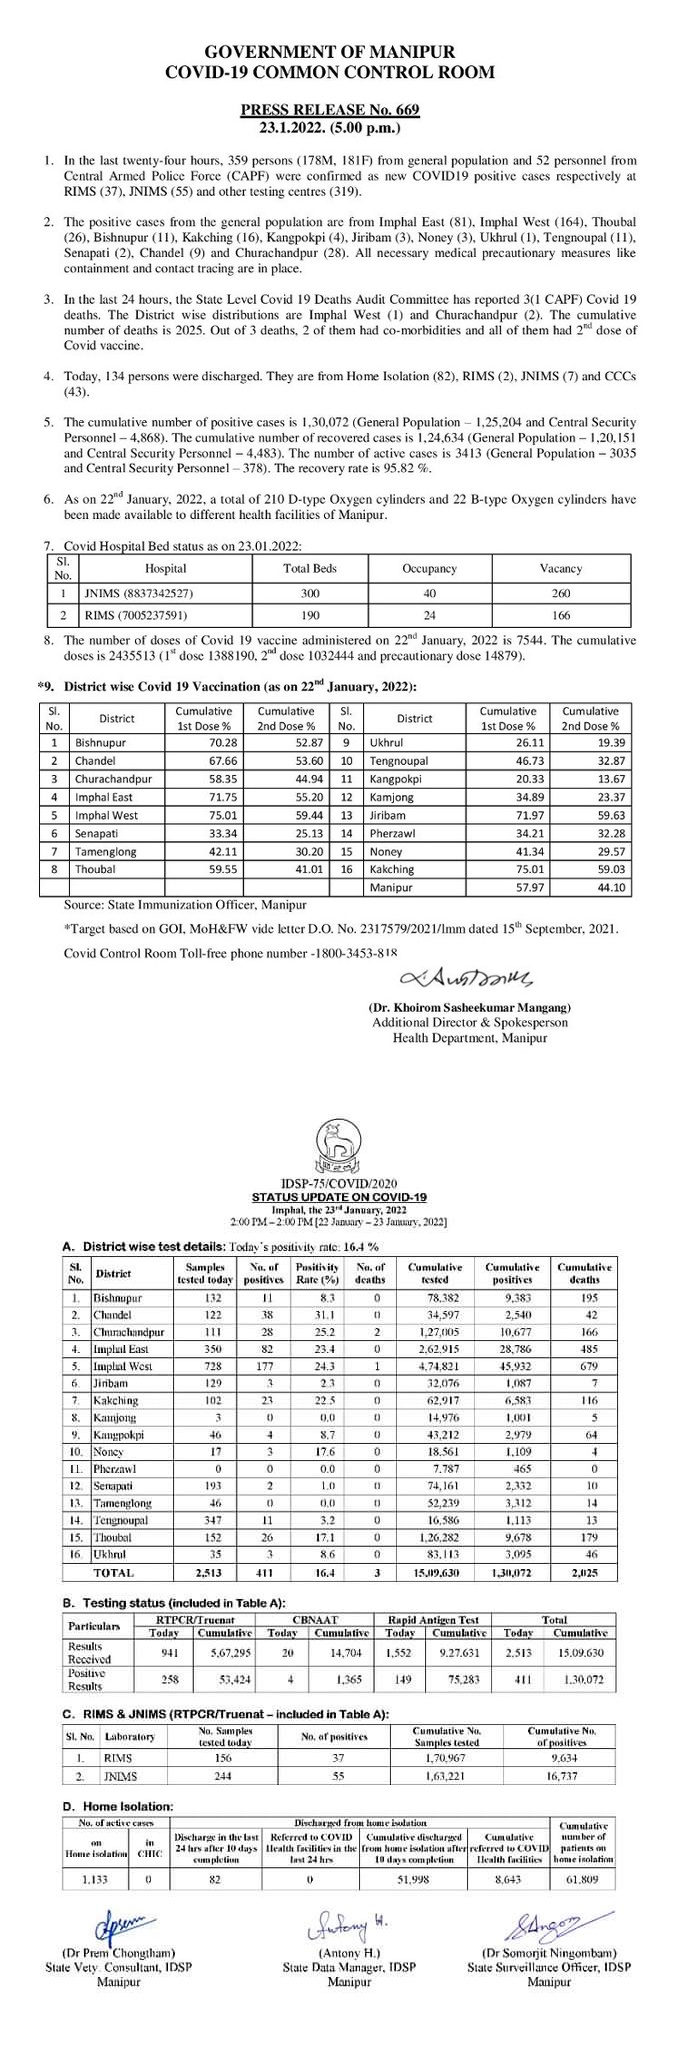 GOVERNMENT OF MANIPUR
COVID-19 COMMON CONTROL ROOM
PRESS RELEASE No. 669
23.1.2022. (5.00 p.m.)
1. In the last twenty-four hours, 359 persons (178M, 181F) from general population and 52 personnel from
Central Armed Police Force (CAPF) were confirmed as new COVID19 positive cases respectively at
RIMS (37), JNIMS (55) and other testing centres (319).
2. The positive cases from the general population are from Imphal East (81), Imphal West (164), Thoubal
(26), Bishnupur (11), Kakching (16), Kangpokpi (4), Jiribam (3), Noney (3), Ukhrul (1), Tengnoupal (11),
Senapati (2), Chandel (9) and Churachandpur (28). All necessary medical precautionary measures like
containment and contact tracing are in place.
3. In the last 24 hours, the State Level Covid 19 Deaths Audit Committee has reported 3(1 CAPF) Covid 19
deaths. The District wise distributions are Imphal West (1) and Churachandpur (2). The cumulative
number of deaths is 2025. Out of 3 deaths, 2 of them had co-morbidities and all of them had 2nd dose of
Covid vaccine.
4. Today, 134 persons were discharged. They are from Home Isolation (82), RIMS (2), JNIMS (7) and CCCs
(43).
5. The cumulative number of positive cases is 1,30,072 (General Population – 1,25,204 and Central Security
Personnel – 4,868). The cumulative number of recovered cases is 1,24,634 (General Population – 1,20,151
and Central Security Personnel – 4,483). The number of active cases is 3413 (General Population – 3035
and Central Security Personnel – 378). The recovery rate is 95.82 %.
6. As on 22nd January, 2022, a total of 210 D-type Oxygen cylinders and 22 B-type Oxygen cylinders have
been made available to different health facilities of Manipur.
7. Covid Hospital Bed status as on 23.01.2022:
Sl. No. Hospital Total Beds Occupancy Vacancy
1 JNIMS (8837342527) 300 40 260
2 RIMS (7005237591) 190 24 166
8. The number of doses of Covid 19 vaccine administered on 22nd January, 2022 is 7544. The cumulative
doses is 2435513 (1st dose 1388190, 2nd dose 1032444 and precautionary dose 14879).
*9. District wise Covid 19 Vaccination (as on 22nd January, 2022):
Sl. No. District Cumulative 1st Dose % Cumulative 2nd Dose % Sl. No. District Cumulative 1st Dose % Cumulative 2nd Dose %
1 Bishnupur 70.28 52.87 9 Ukhrul 26.11 19.39
2 Chandel 67.66 53.60 10 Tengnoupal 46.73 32.87
3 Churachandpur 58.35 44.94 11 Kangpokpi 20.33 13.67
4 Imphal East 71.75 55.20 12 Kamjong 34.89 23.37
5 Imphal West 75.01 59.44 13 Jiribam 71.97 59.63
6 Senapati 33.34 25.13 14 Pherzawl 34.21 32.28
7 Tamenglong 42.11 30.20 15 Noney 41.34 29.57
8 Thoubal 59.55 41.01 16 Kakching 75.01 59.03
Manipur 57.97 44.10
Source: State Immunization Officer, Manipur
*Target based on GOI, MoH&FW vide letter D.O. No. 2317579/2021/Imm dated 15th September, 2021.
Covid Control Room Toll-free phone number -1800-3453-818
(Dr. Khoirom Sasheekumar Mangang)
Additional Director & Spokesperson
Health Department, Manipur
IDSP-75/COVID/2020
STATUS UPDATE ON COVID-19
Imphal, the 23rd January, 2022
2:00 PM – 2:00 PM [22 January – 23 January, 2022]
A. District wise test details: Today's positivity rate: 16.4 %
Sl. No. District Samples tested today No. of positives Positivity Rate (%) No. of deaths Cumulative tested Cumulative positives Cumulative deaths
1. Bishnupur 132 11 8.3 0 78,382 9,383 195
2. Chandel 122 38 31.1 0 34,597 2,540 42
3. Churachandpur 111 28 25.2 2 1,27,005 10,677 166
4. Imphal East 350 82 23.4 0 2,62,915 28,786 485
5. Imphal West 728 177 24.3 1 4,74,821 45,932 679
6. Jiribam 129 3 2.3 0 32,076 1,087 7
7. Kakching 102 23 22.5 0 62,917 6,583 116
8. Kamjong 3 0 0.0 0 14,976 1,001 5
9. Kangpokpi 46 4 8.7 0 43,212 2,979 64
10. Noney 17 3 17.6 0 18,561 1,109 4
11. Pherzawl 0 0 0.0 0 7,787 465 0
12. Senapati 193 2 1.0 0 74,161 2,332 10
13. Tamenglong 46 0 0.0 0 52,239 3,312 14
14. Tengnoupal 347 11 3.2 0 16,586 1,113 13
15. Thoubal 152 26 17.1 0 1,26,282 9,678 179
16. Ukhrul 35 3 8.6 0 83,113 3,095 46
TOTAL 2,513 411 16.4 3 15,09,630 1,30,072 2,025
B. Testing status (included in Table A):
Particulars RTPCR/Truenat CBNAAT Rapid Antigen Test Total
Today Cumulative Today Cumulative Today Cumulative Today Cumulative
Results Received 941 5,67,295 20 14,704 1,552 9,27,631 2,513 15,09,630
Positive Results 258 53,424 4 1,365 149 75,283 411 1,30,072
C. RIMS & JNIMS (RTPCR/Truenat – included in Table A):
Sl. No. Laboratory No. Samples tested today No. of positives Cumulative No. Samples tested Cumulative No. of positives
1. RIMS 156 37 1,70,967 9,634
2. JNIMS 244 55 1,63,221 16,737
D. Home Isolation:
No. of active cases Discharged from home isolation Cumulative number of patients on home isolation
on Home isolation in CHIC Discharge in the last 24 hrs after 10 days completion Referred to COVID Health facilities in the last 24 hrs Cumulative discharged from home isolation after 10 days completion Cumulative referred to COVID Health facilities
1,133 0 82 0 51,998 8,643 61,809
Antony H.
(Dr Prem Chongtham) (Antony H.) (Dr Somorjit Ningombam)
State Vety. Consultant, IDSP State Data Manager, IDSP State Surveillance Officer, IDSP
Manipur Manipur Manipur